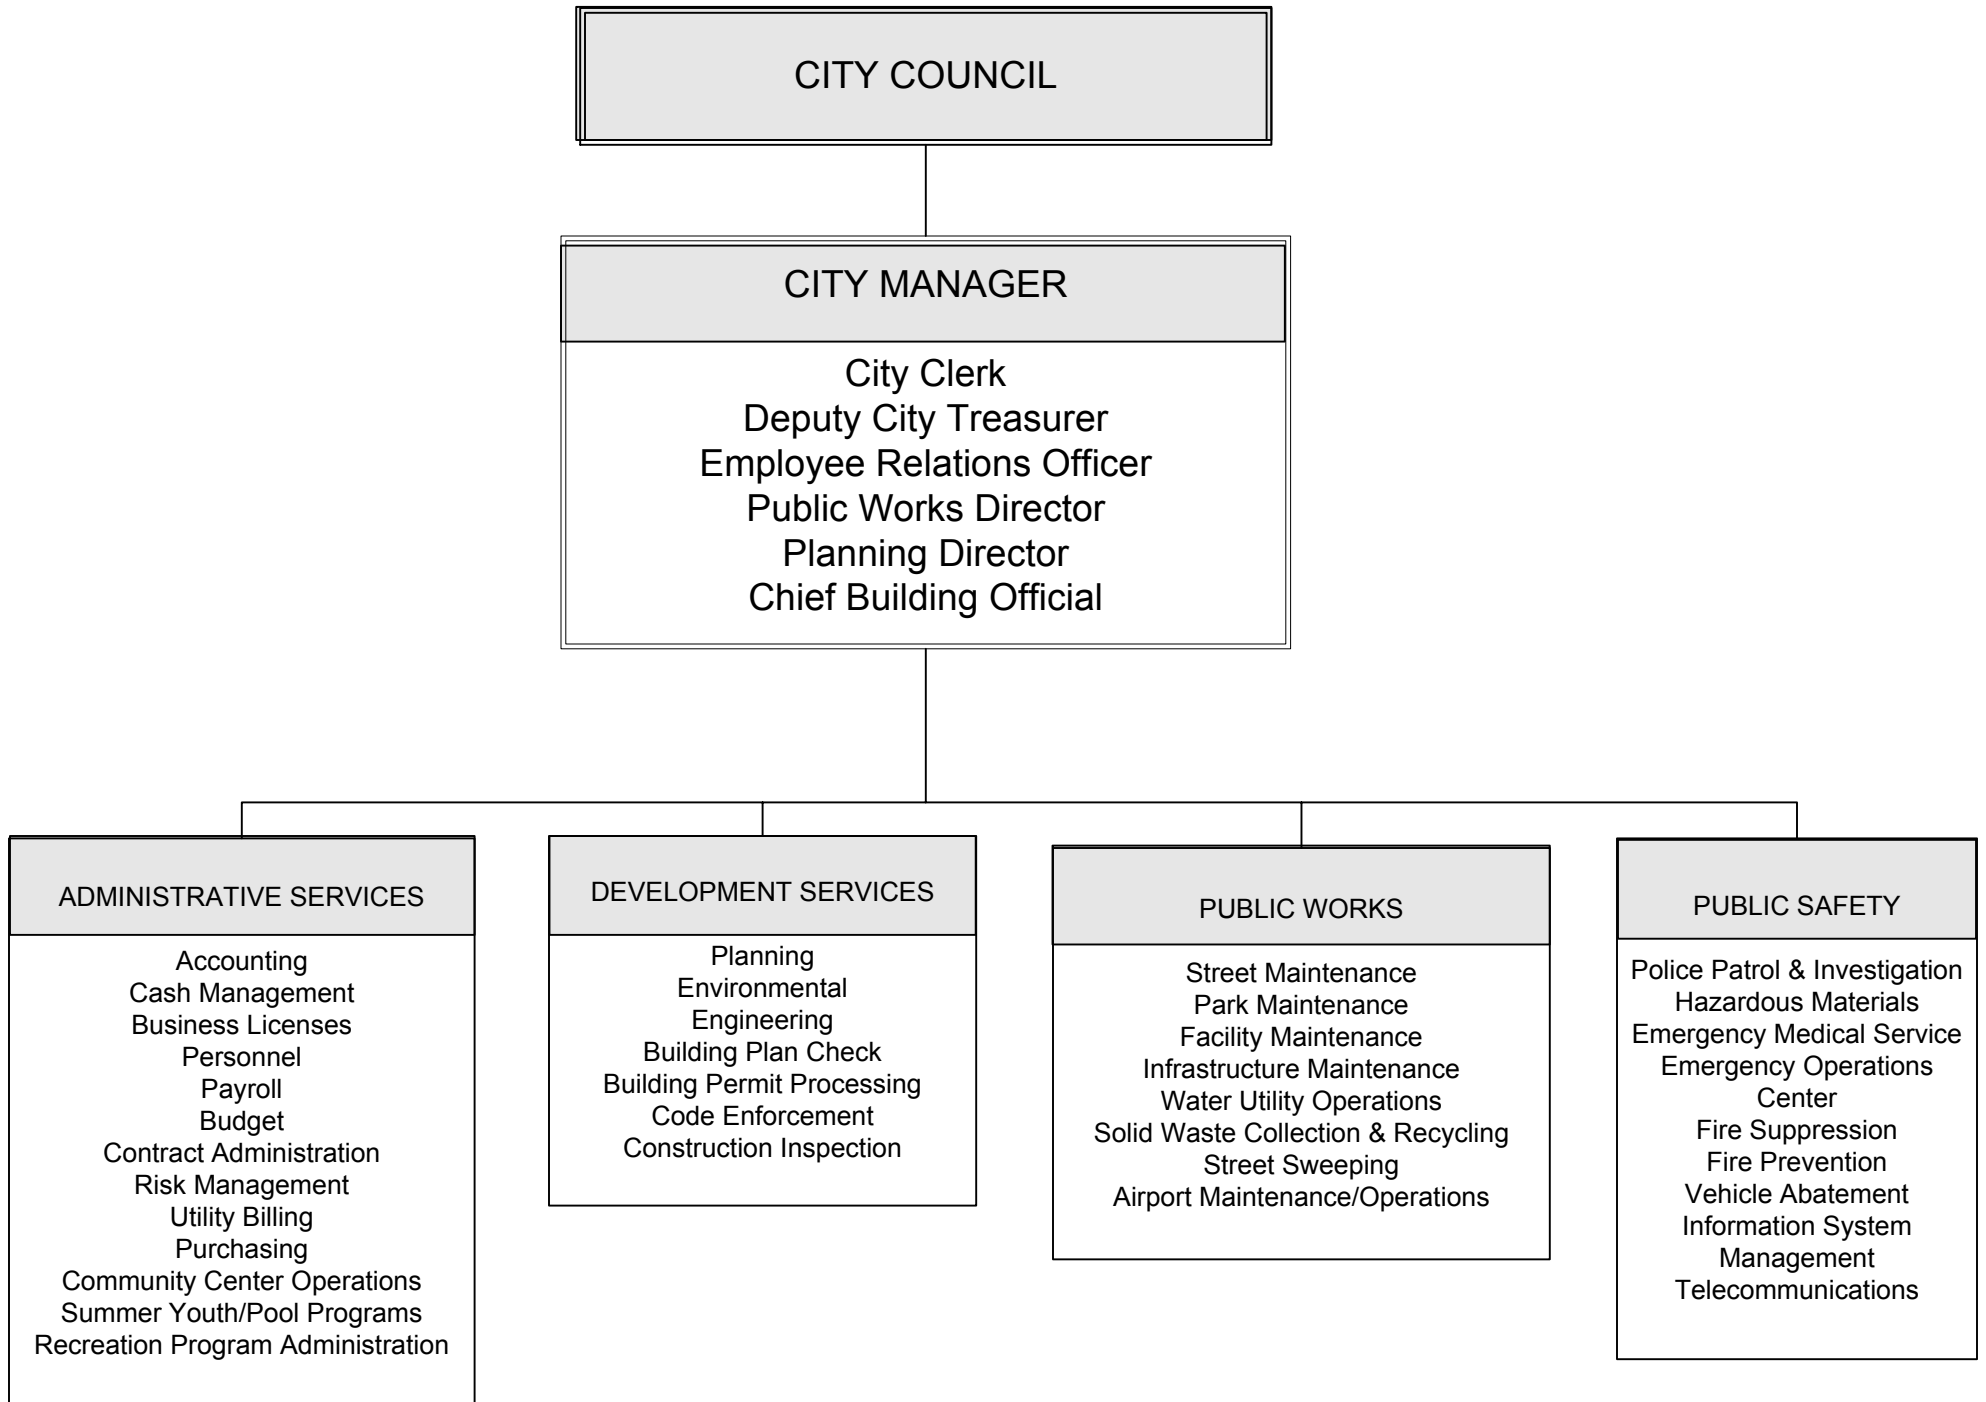 CITY COUNCIL
CITY MANAGER
City Clerk
Deputy City Treasurer
Employee Relations Officer
Public Works Director
Planning Director
Chief Building Official
ADMINISTRATIVE SERVICES
Accounting
Cash Management
Business Licenses
Personnel
Payroll
Budget
Contract Administration
Risk Management
Utility Billing
Purchasing
Community Center Operations
Summer Youth/Pool Programs
Recreation Program Administration
DEVELOPMENT SERVICES
Planning
Environmental
Engineering
Building Plan Check
Building Permit Processing
Code Enforcement
Construction Inspection
PUBLIC WORKS
Street Maintenance
Park Maintenance
Facility Maintenance
Infrastructure Maintenance
Water Utility Operations
Solid Waste Collection & Recycling
Street Sweeping
Airport Maintenance/Operations
PUBLIC SAFETY
Police Patrol & Investigation
Hazardous Materials
Emergency Medical Service
Emergency Operations
Center
Fire Suppression
Fire Prevention
Vehicle Abatement
Information System
Management
Telecommunications